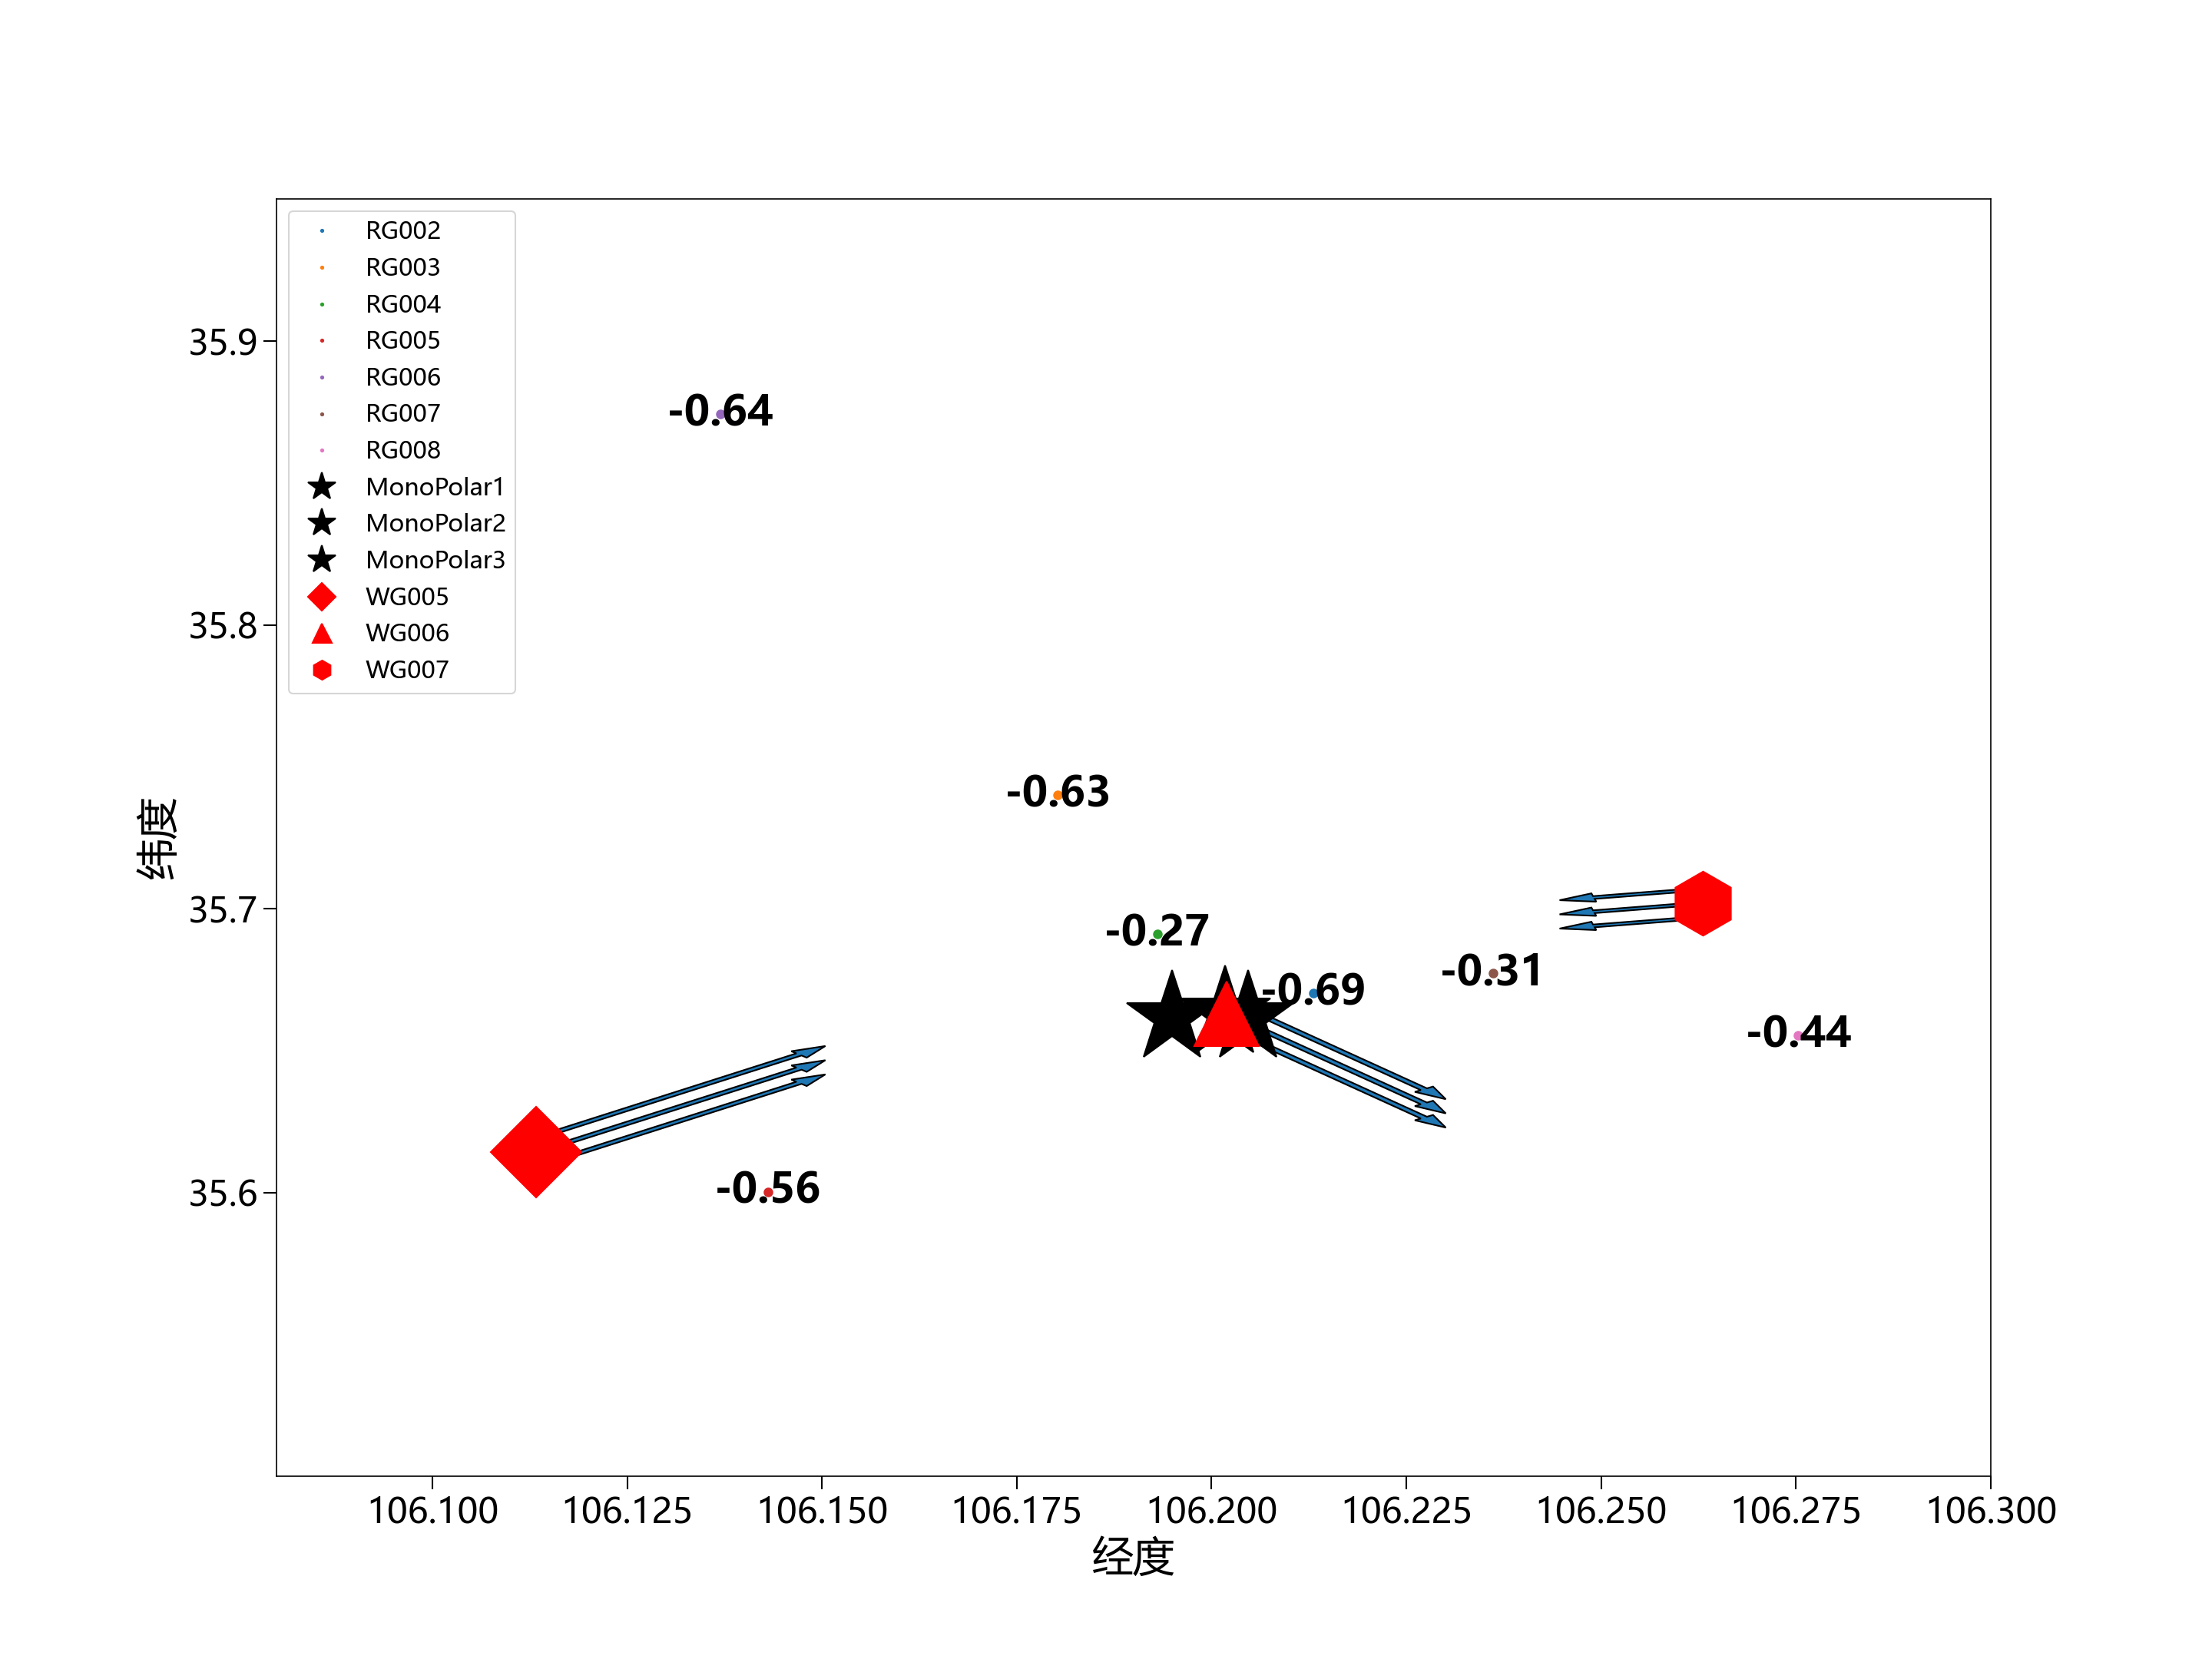 RG002
RG003
RG004
RG005
RG006
RG007
RG008
MonoPolar1
MonoPolar2
MonoPolar3
WG005
WG006
WG007
35.9
35.8
35.7
35.6
纬度
-0.64
-0.63
-0.27
-0.69
-0.31
-0.44
-0.56
106.100
106.125
106.150
106.175
106.200
106.225
106.250
106.275
106.300
经度